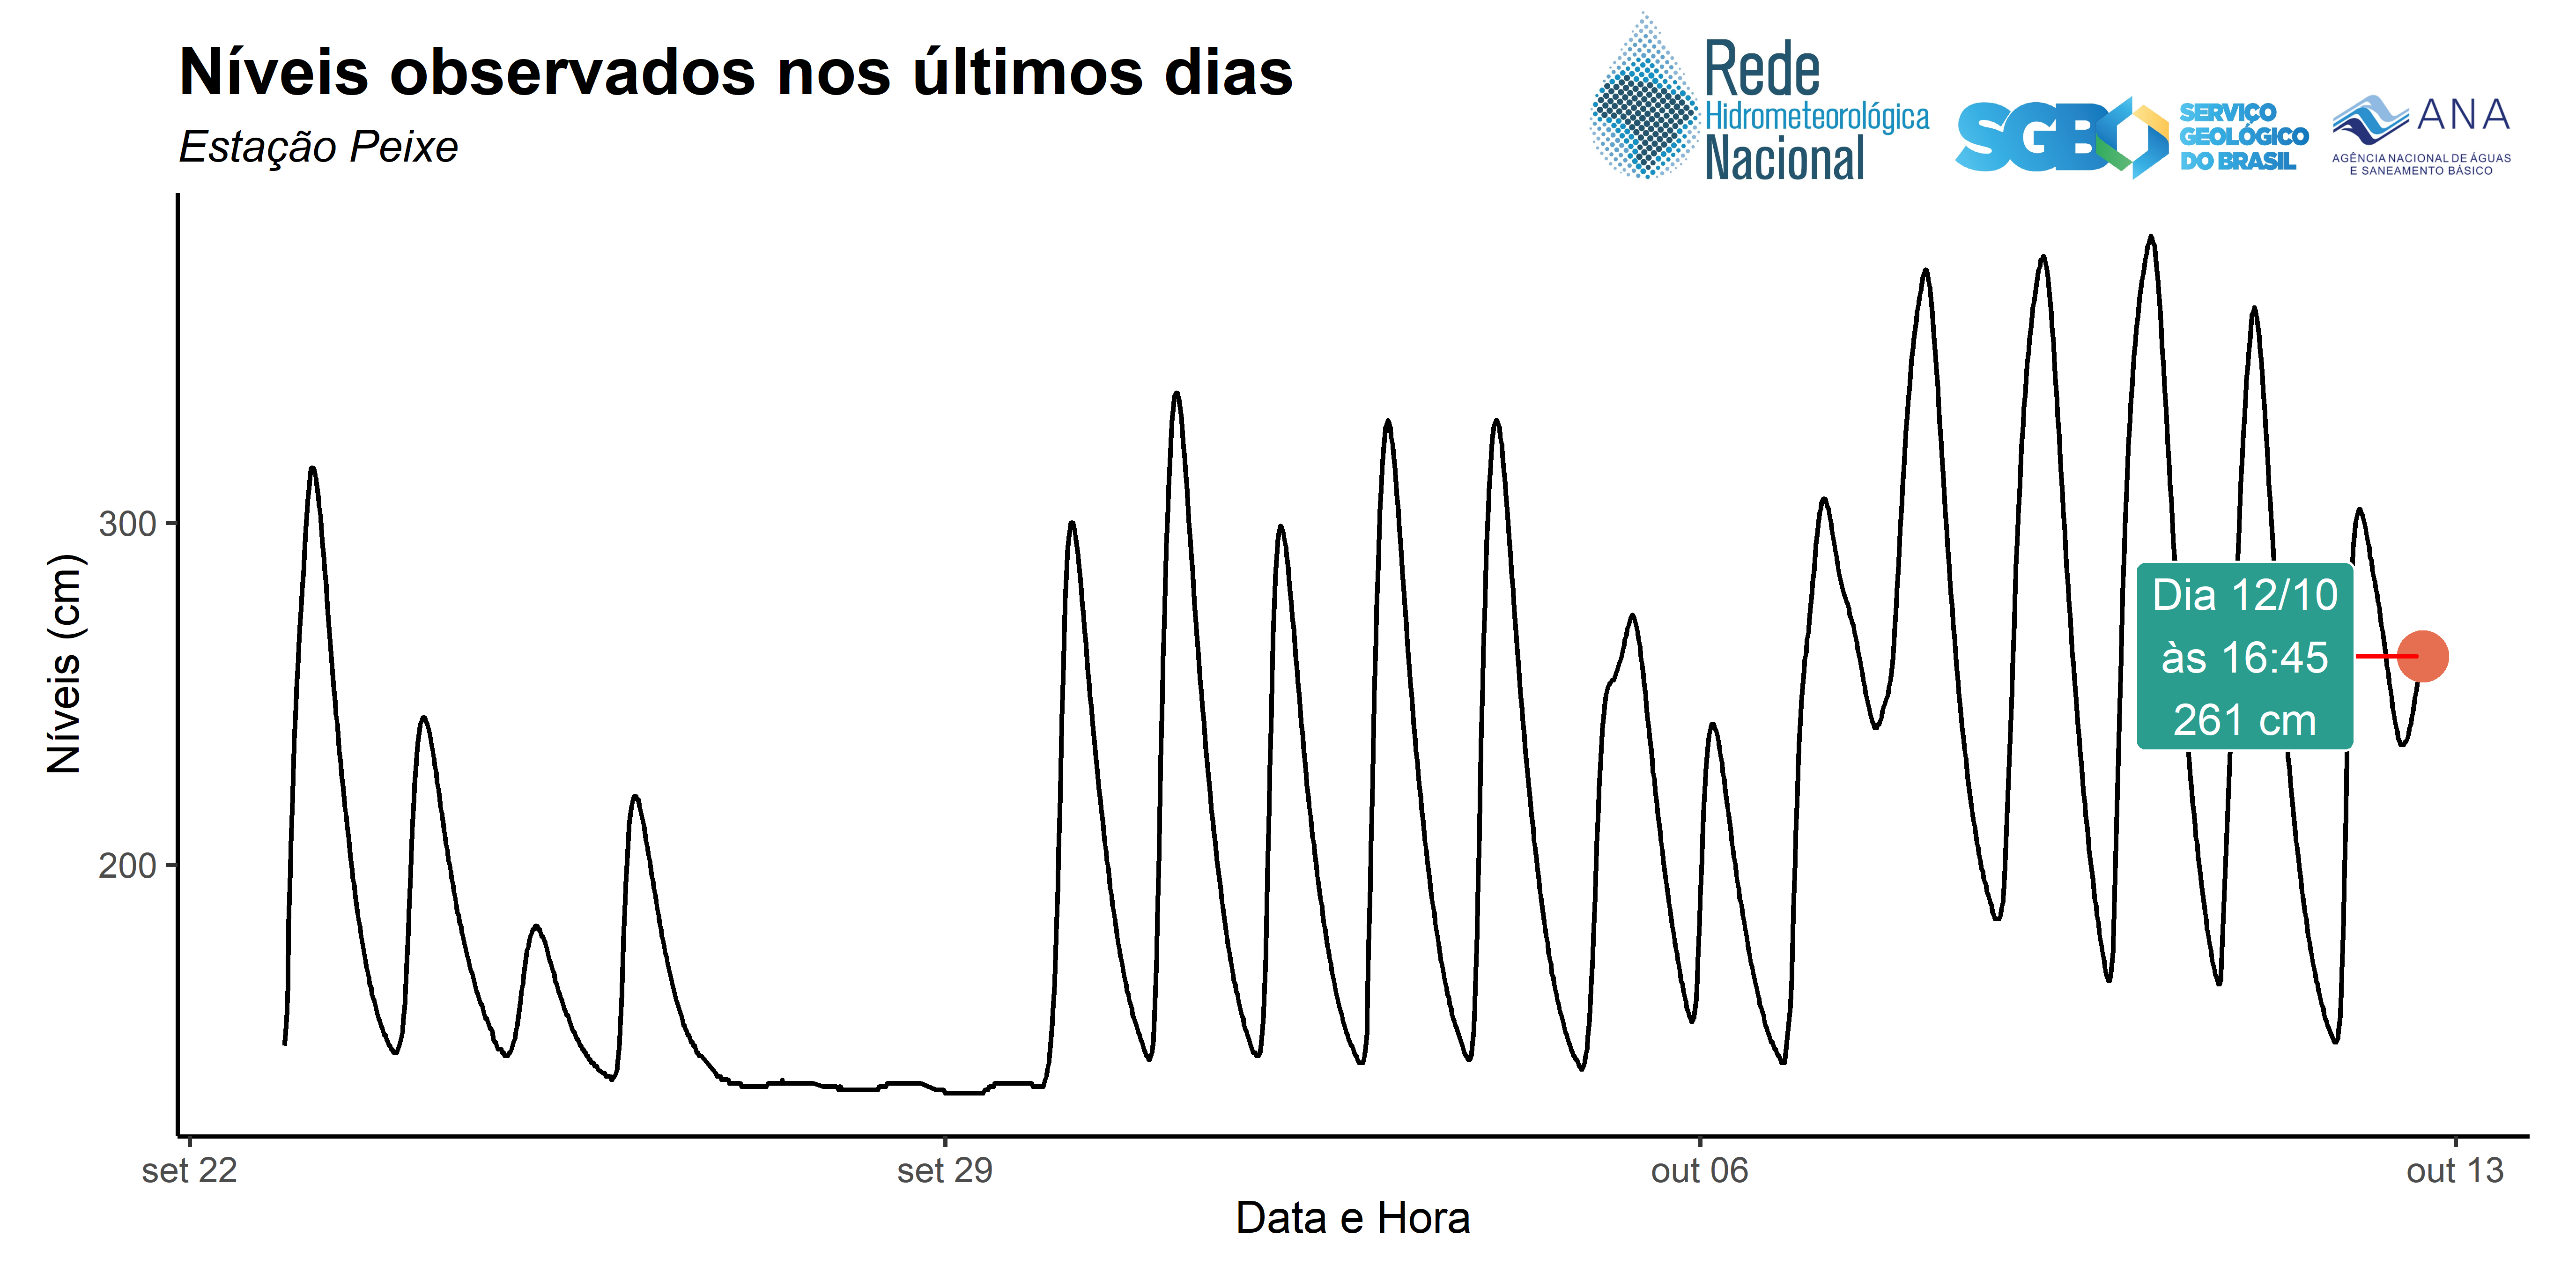 Níveis observados nos últimos dias
Estação Peixe
Rede
Hidrometeorológica
Nacional
SGB
SERVIÇO
GEOLÓGICO
DO BRASIL
ANA
AGÊNCIA NACIONAL DE ÁGUAS
E SANEAMENTO BÁSICO
Níveis (cm)
300
200
Dia 12/10
às 16:45
261 cm
set 22
set 29
out 06
out 13
Data e Hora